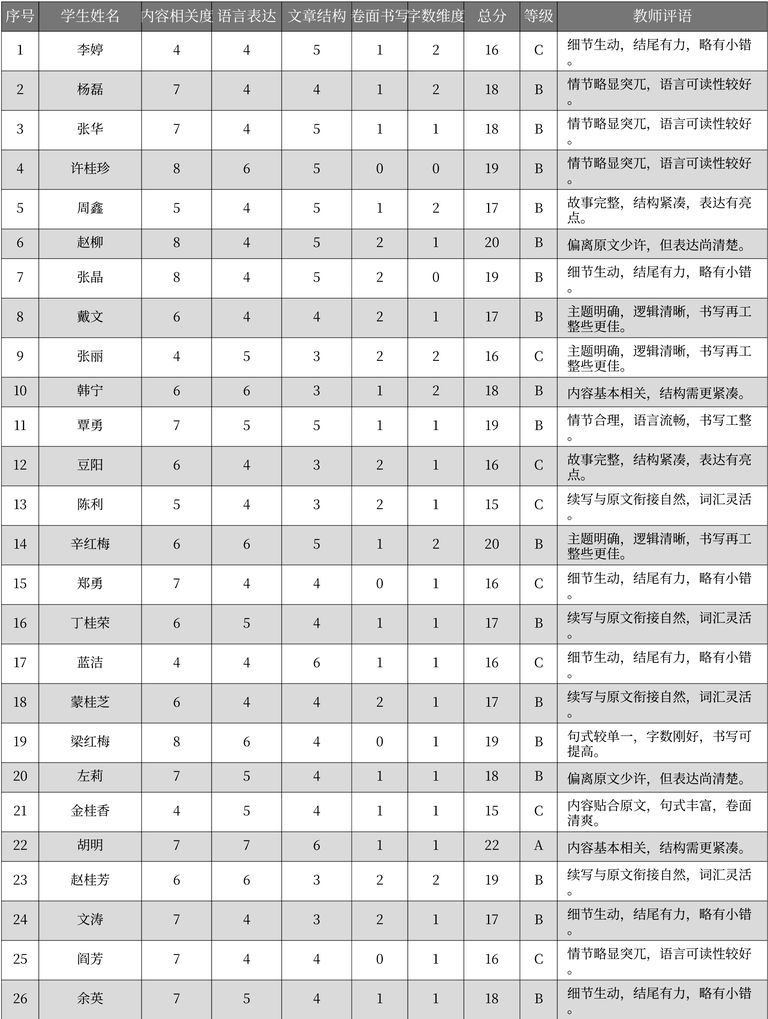 序号 学生姓名 内容相关度 语言表达 文章结构 卷面书写 字数维度 总分 等级 教师评语
1 李婷 4 4 5 1 2 16 C 细节生动，结尾有力，略有小错
。
2 杨磊 7 4 4 1 2 18 B 情节略显突兀，语言可读性较好
。
3 张华 7 4 5 1 1 18 B 情节略显突兀，语言可读性较好
。
4 许桂珍 8 6 5 0 0 19 B 情节略显突兀，语言可读性较好
。
5 周鑫 5 4 5 1 2 17 B 故事完整，结构紧凑，表达有亮
点。
6 赵柳 8 4 5 2 1 20 B 偏离原文少许，但表达尚清楚。
7 张晶 8 4 5 2 0 19 B 细节生动，结尾有力，略有小错
。
8 戴文 6 4 4 2 1 17 B 主题明确，逻辑清晰，书写再工
整些更佳。
9 张丽 4 5 3 2 2 16 C 主题明确，逻辑清晰，书写再工
整些更佳。
10 韩宁 6 6 3 1 2 18 B 内容基本相关，结构需更紧凑。
11 覃勇 7 5 5 1 1 19 B 情节合理，语言流畅，书写工整
。
12 豆阳 6 4 3 2 1 16 C 故事完整，结构紧凑，表达有亮
点。
13 陈利 5 4 3 2 1 15 C 续写与原文衔接自然，词汇灵活
。
14 辛红梅 6 6 5 1 2 20 B 主题明确，逻辑清晰，书写再工
整些更佳。
15 郑勇 7 4 4 0 1 16 C 细节生动，结尾有力，略有小错
。
16 丁桂荣 6 5 4 1 1 17 B 续写与原文衔接自然，词汇灵活
。
17 蓝洁 4 4 6 1 1 16 C 细节生动，结尾有力，略有小错
。
18 蒙桂芝 6 4 4 2 1 17 B 续写与原文衔接自然，词汇灵活
。
19 梁红梅 8 6 4 0 1 19 B 句式较单一，字数刚好，书写可
提高。
20 左莉 7 5 4 1 1 18 B 偏离原文少许，但表达尚清楚。
21 金桂香 4 5 4 1 1 15 C 内容贴合原文，句式丰富，卷面
清爽。
22 胡明 7 7 6 1 1 22 A 内容基本相关，结构需更紧凑。
23 赵桂芳 6 6 3 2 2 19 B 续写与原文衔接自然，词汇灵活
。
24 文涛 7 4 3 2 1 17 B 细节生动，结尾有力，略有小错
。
25 阎芳 7 4 4 0 1 16 C 情节略显突兀，语言可读性较好
。
26 余英 7 5 4 1 1 18 B 细节生动，结尾有力，略有小错
。